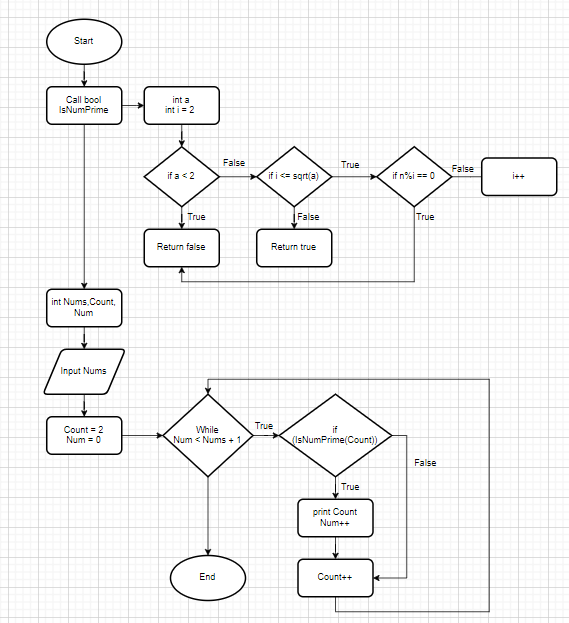 Start
Call bool
IsNumPrime
int a
int i = 2
if a < 2
False
if i <= sqrt(a)
True
if n%i == 0
False
i++
True
False
True
Return false
Return true
int Nums,Count,
Num
Input Nums
Count = 2
Num = 0
While
Num < Nums + 1
True
if
(IsNumPrime(Count))
False
True
print Count
Num++
End
Count++